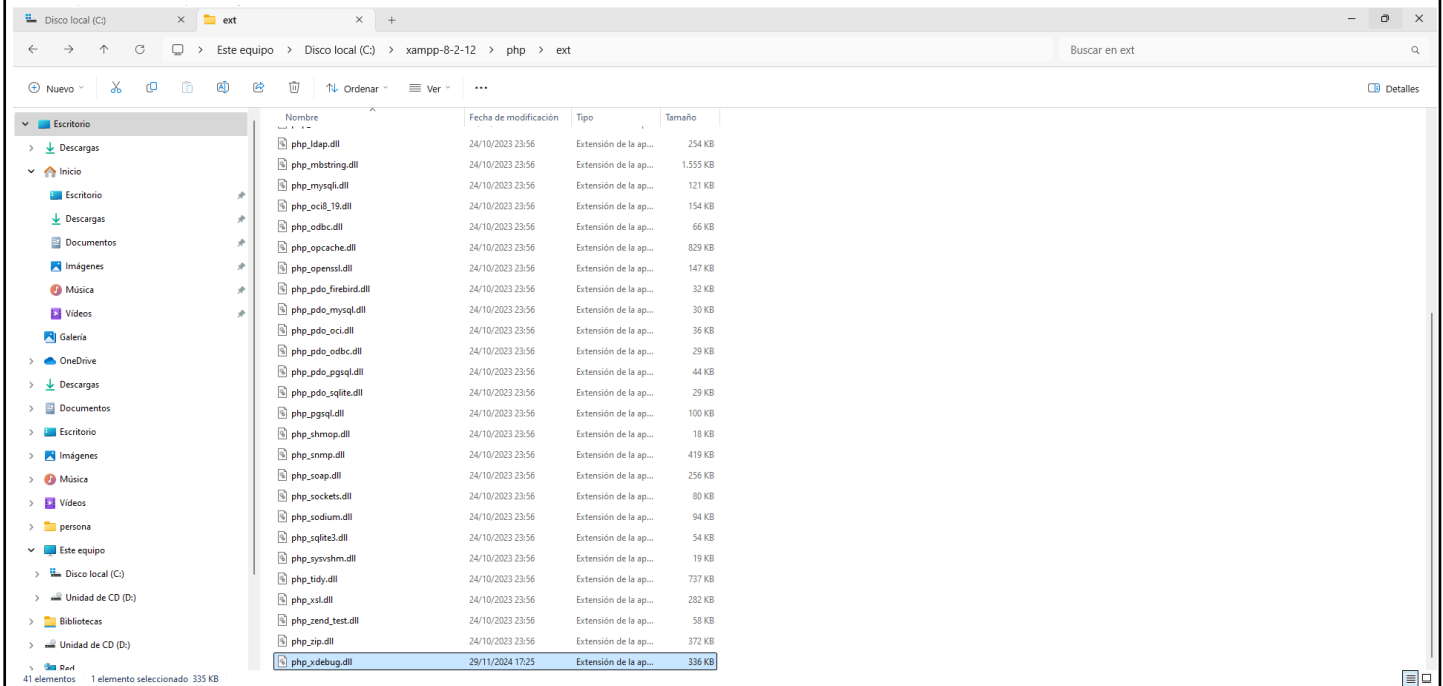 Disco local (C:)
ext
Este equipo > Disco local (C:) > xampp-8-2-12 > php > ext
Buscar en ext
Nuevo
Ordenar
Ver
Detalles
Escritorio
Descargas
Inicio
Escritorio
Descargas
Documentos
Imágenes
Música
Vídeos
Galería
OneDrive
Descargas
Documentos
Escritorio
Imágenes
Música
Vídeos
persona
Este equipo
Disco local (C:)
Unidad de CD (D:)
Bibliotecas
Unidad de CD (D:)
Red
Nombre Fecha de modificación Tipo Tamaño
php_ldap.dll 24/10/2023 23:56 Extensión de la ap... 254 KB
php_mbstring.dll 24/10/2023 23:56 Extensión de la ap... 1.555 KB
php_mysqli.dll 24/10/2023 23:56 Extensión de la ap... 121 KB
php_oci8_19.dll 24/10/2023 23:56 Extensión de la ap... 154 KB
php_odbc.dll 24/10/2023 23:56 Extensión de la ap... 66 KB
php_opcache.dll 24/10/2023 23:56 Extensión de la ap... 829 KB
php_openssl.dll 24/10/2023 23:56 Extensión de la ap... 147 KB
php_pdo_firebird.dll 24/10/2023 23:56 Extensión de la ap... 32 KB
php_pdo_mysql.dll 24/10/2023 23:56 Extensión de la ap... 30 KB
php_pdo_oci.dll 24/10/2023 23:56 Extensión de la ap... 36 KB
php_pdo_odbc.dll 24/10/2023 23:56 Extensión de la ap... 29 KB
php_pdo_pgsql.dll 24/10/2023 23:56 Extensión de la ap... 44 KB
php_pdo_sqlite.dll 24/10/2023 23:56 Extensión de la ap... 29 KB
php_pgsql.dll 24/10/2023 23:56 Extensión de la ap... 100 KB
php_shmop.dll 24/10/2023 23:56 Extensión de la ap... 18 KB
php_snmp.dll 24/10/2023 23:56 Extensión de la ap... 419 KB
php_soap.dll 24/10/2023 23:56 Extensión de la ap... 256 KB
php_sockets.dll 24/10/2023 23:56 Extensión de la ap... 80 KB
php_sodium.dll 24/10/2023 23:56 Extensión de la ap... 94 KB
php_sqlite3.dll 24/10/2023 23:56 Extensión de la ap... 54 KB
php_sysvshm.dll 24/10/2023 23:56 Extensión de la ap... 19 KB
php_tidy.dll 24/10/2023 23:56 Extensión de la ap... 737 KB
php_xsl.dll 24/10/2023 23:56 Extensión de la ap... 282 KB
php_zend_test.dll 24/10/2023 23:56 Extensión de la ap... 58 KB
php_zip.dll 24/10/2023 23:56 Extensión de la ap... 372 KB
php_xdebug.dll 29/11/2024 17:25 Extensión de la ap... 336 KB
41 elementos 1 elemento seleccionado 335 KB